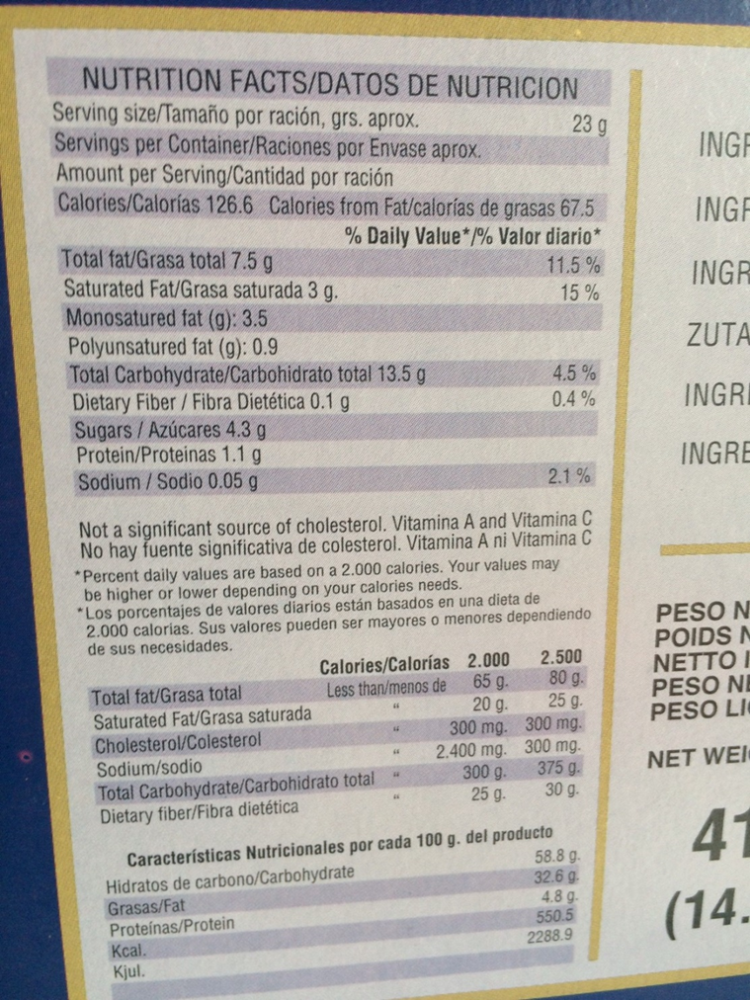 NUTRITION FACTS/DATOS DE NUTRICION
Serving size/Tamaño por ración, grs. aprox. 23 g
Servings per Container/Raciones por Envase aprox.
Amount per Serving/Cantidad por ración
Calories/Calorías 126.6 Calories from Fat/calorías de grasas 67.5
% Daily Value*/% Valor diario*
Total fat/Grasa total 7.5 g 11.5 %
Saturated Fat/Grasa saturada 3 g. 15 %
Monosatured fat (g): 3.5
Polyunsatured fat (g): 0.9
Total Carbohydrate/Carbohidrato total 13.5 g 4.5 %
Dietary Fiber / Fibra Dietética 0.1 g 0.4 %
Sugars / Azúcares 4.3 g
Protein/Proteinas 1.1 g
Sodium / Sodio 0.05 g 2.1 %
Not a significant source of cholesterol. Vitamina A and Vitamina C
No hay fuente significativa de colesterol. Vitamina A ni Vitamina C
*Percent daily values are based on a 2.000 calories. Your values may
be higher or lower depending on your calories needs.
*Los porcentajes de valores diarios están basados en una dieta de
2.000 calorias. Sus valores pueden ser mayores o menores dependiendo
de sus necesidades.
Calories/Calorías 2.000 2.500
Total fat/Grasa total Less than/menos de 65 g. 80 g.
Saturated Fat/Grasa saturada " 20 g. 25 g.
Cholesterol/Colesterol " 300 mg. 300 mg.
Sodium/sodio " 2.400 mg. 300 mg.
Total Carbohydrate/Carbohidrato total " 300 g. 375 g.
Dietary fiber/Fibra dietética " 25 g. 30 g.
Características Nutricionales por cada 100 g. del producto
Hidratos de carbono/Carbohydrate 58.8 g.
Grasas/Fat 32.6 g.
Proteínas/Protein 4.8 g.
Kcal. 550.5
Kjul. 2288.9
INGR
INGR
INGR
ZUTA
INGRE
INGRE
PESO N
POIDS N
NETTO
PESO NE
PESO LI
NET WEI
41
(14.